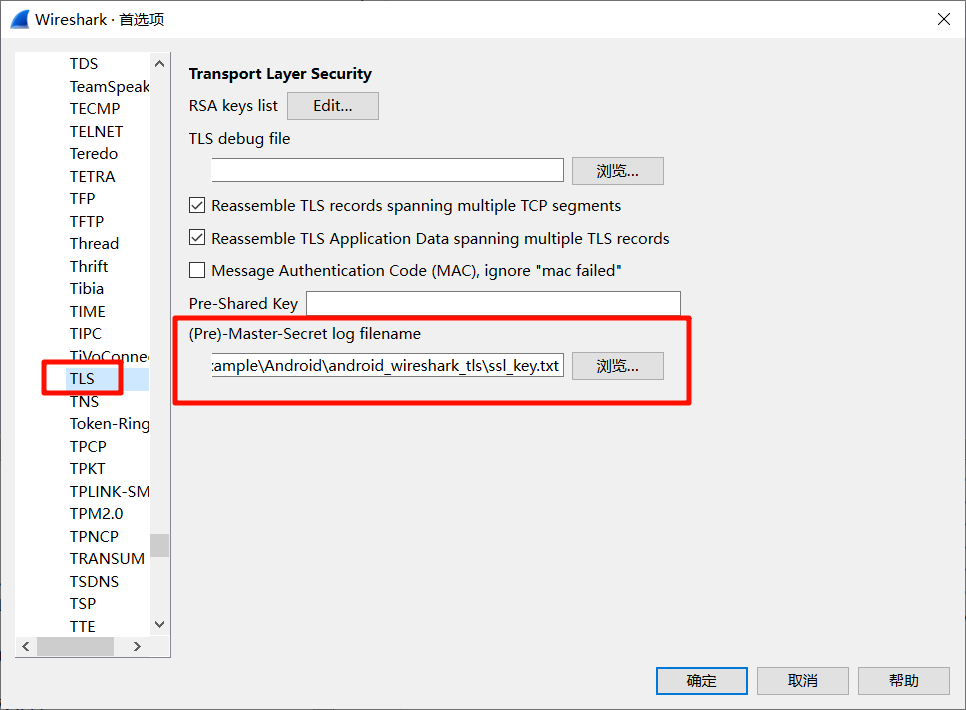 Wireshark · 首选项
TDS
TeamSpeak
TECMP
TELNET
Teredo
TETRA
TFP
TFTP
Thread
Thrift
Tibia
TIME
TIPC
TiVoConnec
TLS
TNS
Token-Ring
TPCP
TPKT
TPLINK-SM
TPM2.0
TPNCP
TRANSUM
TSDNS
TSP
TTE
Transport Layer Security
RSA keys list Edit...
TLS debug file
浏览...
Reassemble TLS records spanning multiple TCP segments
Reassemble TLS Application Data spanning multiple TLS records
Message Authentication Code (MAC), ignore "mac failed"
Pre-Shared Key
(Pre)-Master-Secret log filename
ample\Android\android_wireshark_tls\ssl_key.txt 浏览...
确定 取消 帮助